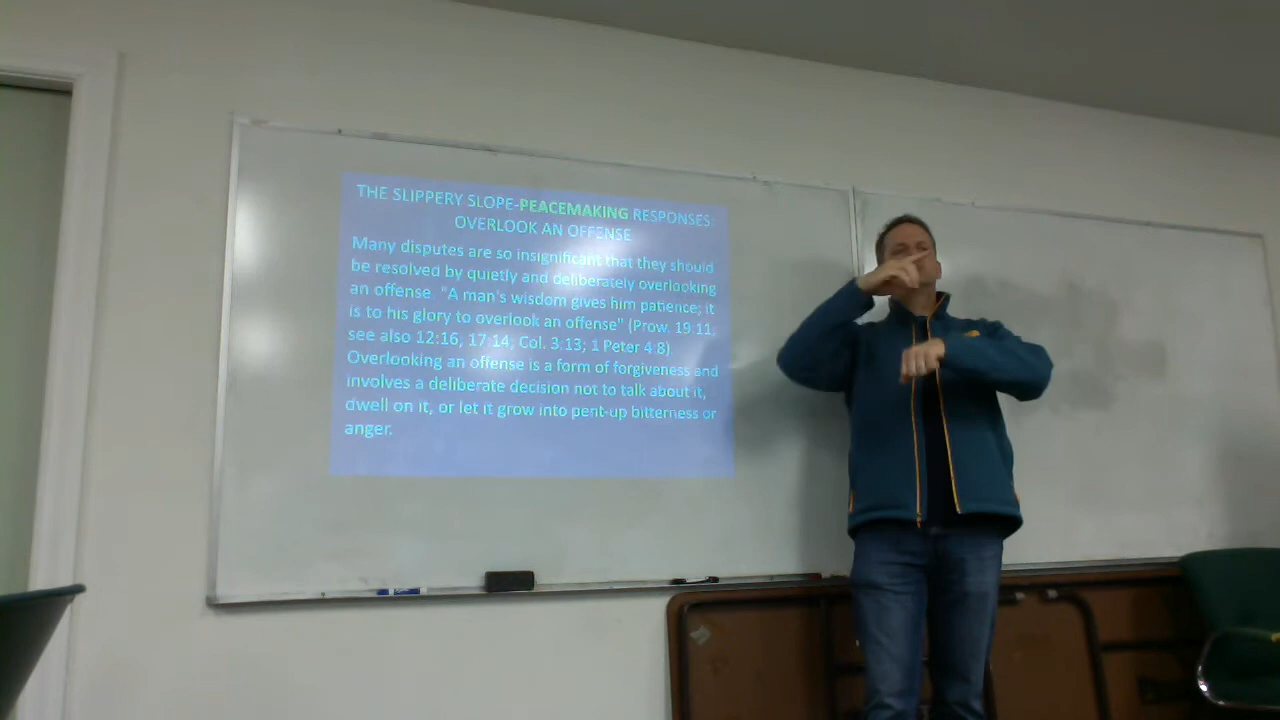 THE SLIPPERY SLOPE-PEACEMAKING RESPONSES:
OVERLOOK AN OFFENSE
Many disputes are so insignificant that they should
be resolved by quietly and deliberately overlooking
an offense. "A man's wisdom gives him patience; it
is to his glory to overlook an offense" (Prow. 19:11;
see also 12:16, 17:14; Col. 3:13; 1 Peter 4:8)
Overlooking an offense is a form of forgiveness and
involves a deliberate decision not to talk about it,
dwell on it, or let it grow into pent-up bitterness or
anger.